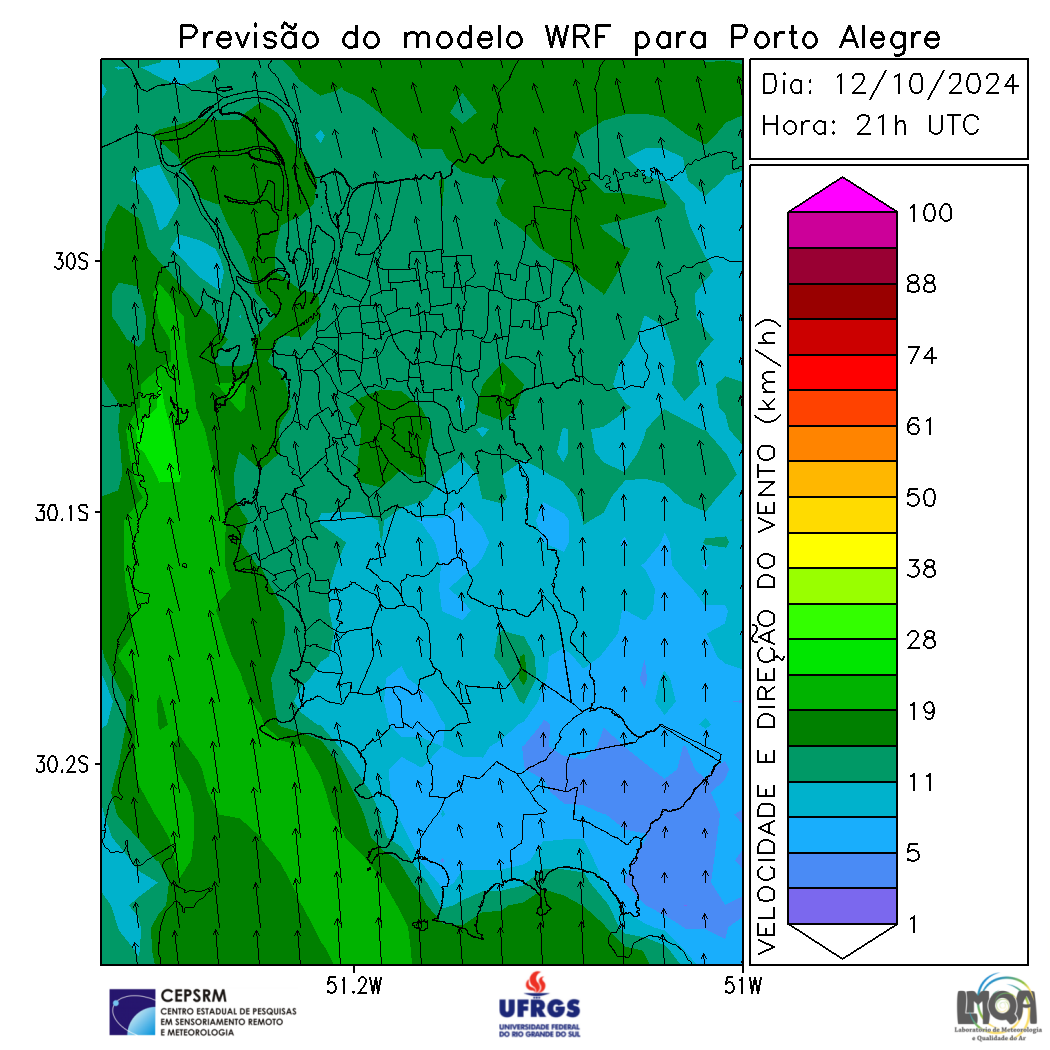 Previsão do modelo WRF para Porto Alegre
Dia: 12/10/2024
Hora: 21h UTC
30S
30.1S
30.2S
51.2W
51W
VELOCIDADE E DIREÇÃO DO VENTO (km/h)
100
88
74
61
50
38
28
19
11
5
1
CEPSRM
CENTRO ESTADUAL DE PESQUISAS
EM SENSORIAMENTO REMOTO
E METEOROLOGIA
UFRGS
UNIVERSIDADE FEDERAL
DO RIO GRANDE DO SUL
LMQA
Laboratório de Meteorologia
e Qualidade do Ar